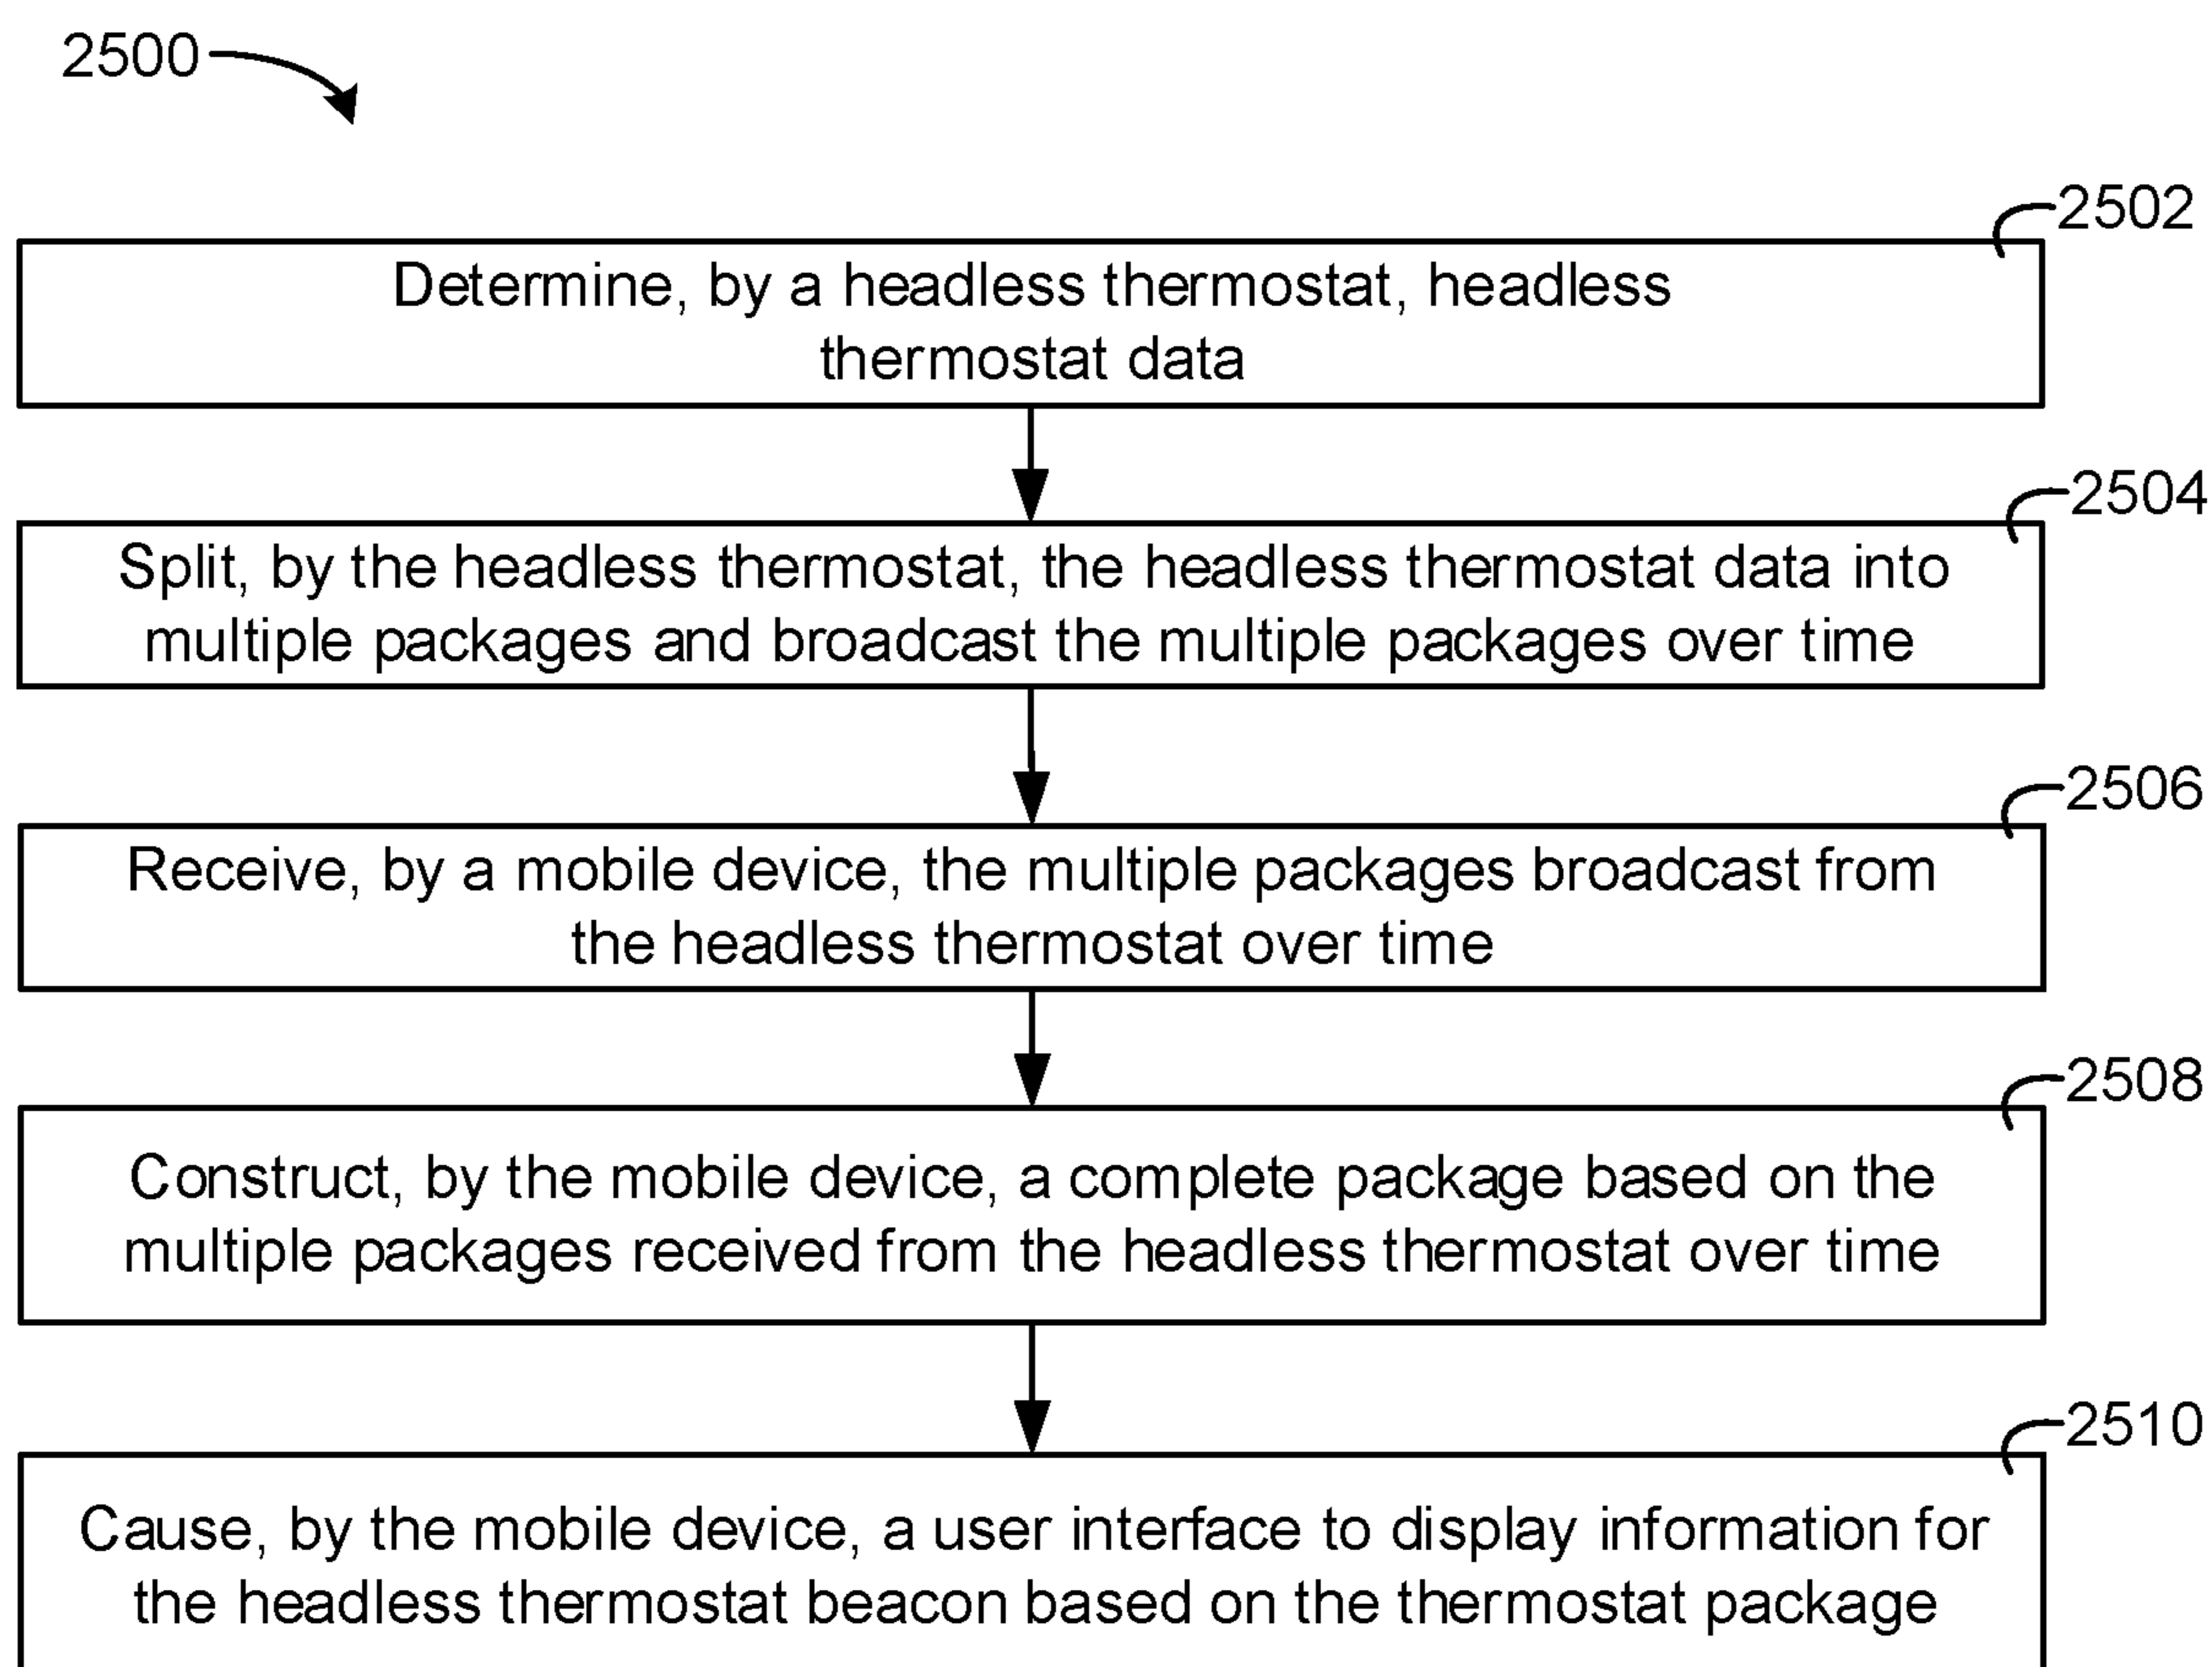 2500
2502
Determine, by a headless thermostat, headless
thermostat data
2504
Split, by the headless thermostat, the headless thermostat data into
multiple packages and broadcast the multiple packages over time
2506
Receive, by a mobile device, the multiple packages broadcast from
the headless thermostat over time
2508
Construct, by the mobile device, a complete package based on the
multiple packages received from the headless thermostat over time
2510
Cause, by the mobile device, a user interface to display information for
the headless thermostat beacon based on the thermostat package